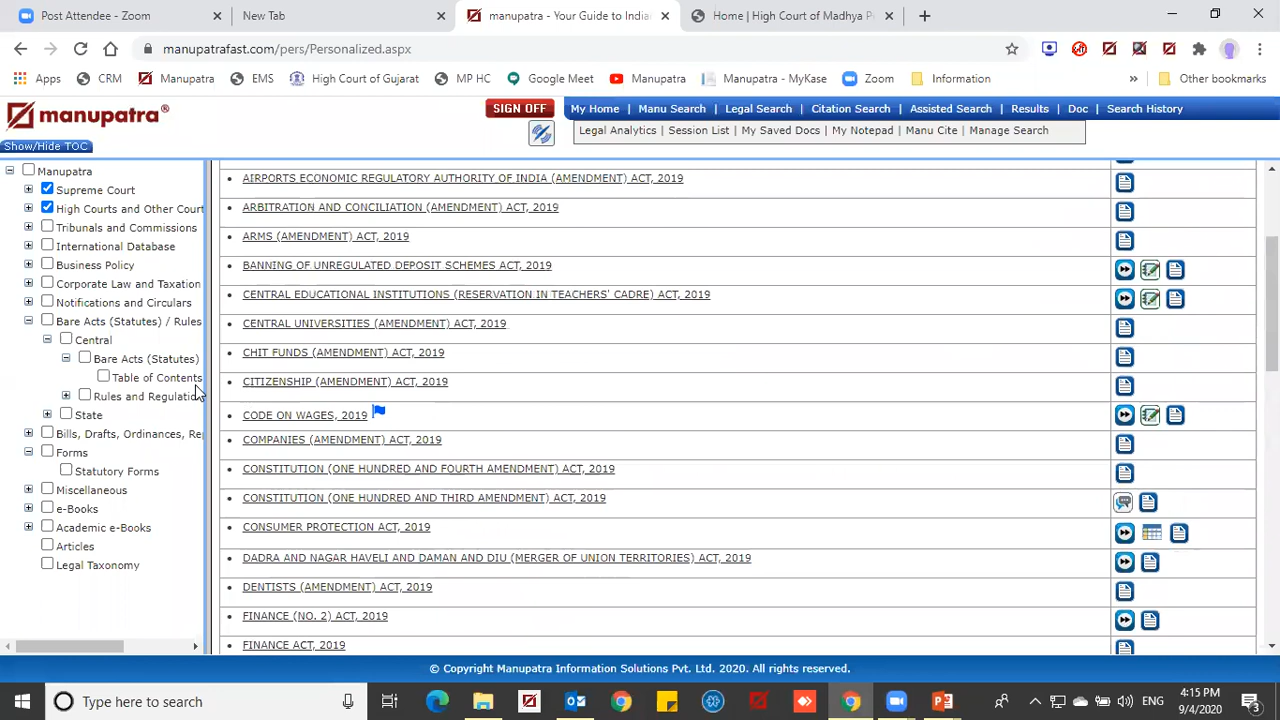 Post Attendee - Zoom
New Tab
manupatra - Your Guide to India
Home | High Court of Madhya P
manupatrafast.com/pers/Personalized.aspx
Apps
CRM
Manupatra
EMS
High Court of Gujarat
MP HC
Google Meet
Manupatra
Manupatra - MyKase
Zoom
Information
»
Other bookmarks
manupatra®
SIGN OFF
My Home | Manu Search | Legal Search | Citation Search | Assisted Search | Results | Doc | Search History
Legal Analytics | Session List | My Saved Docs | My Notepad | Manu Cite | Manage Search
Show/Hide TOC
Manupatra
Supreme Court
High Courts and Other Court
Tribunals and Commissions
International Database
Business Policy
Corporate Law and Taxation
Notifications and Circulars
Bare Acts (Statutes) / Rules
Central
Bare Acts (Statutes)
Table of Contents
Rules and Regulatio
State
Bills, Drafts, Ordinances, Re
Forms
Statutory Forms
Miscellaneous
e-Books
Academic e-Books
Articles
Legal Taxonomy
AIRPORTS ECONOMIC REGULATORY AUTHORITY OF INDIA (AMENDMENT) ACT, 2019
ARBITRATION AND CONCILIATION (AMENDMENT) ACT, 2019
ARMS (AMENDMENT) ACT, 2019
BANNING OF UNREGULATED DEPOSIT SCHEMES ACT, 2019
CENTRAL EDUCATIONAL INSTITUTIONS (RESERVATION IN TEACHERS' CADRE) ACT, 2019
CENTRAL UNIVERSITIES (AMENDMENT) ACT, 2019
CHIT FUNDS (AMENDMENT) ACT, 2019
CITIZENSHIP (AMENDMENT) ACT, 2019
CODE ON WAGES, 2019
COMPANIES (AMENDMENT) ACT, 2019
CONSTITUTION (ONE HUNDRED AND FOURTH AMENDMENT) ACT, 2019
CONSTITUTION (ONE HUNDRED AND THIRD AMENDMENT) ACT, 2019
CONSUMER PROTECTION ACT, 2019
DADRA AND NAGAR HAVELI AND DAMAN AND DIU (MERGER OF UNION TERRITORIES) ACT, 2019
DENTISTS (AMENDMENT) ACT, 2019
FINANCE (NO. 2) ACT, 2019
FINANCE ACT, 2019
© Copyright Manupatra Information Solutions Pvt. Ltd. 2020. All rights reserved.
Type here to search
ENG
4:15 PM
9/4/2020
3